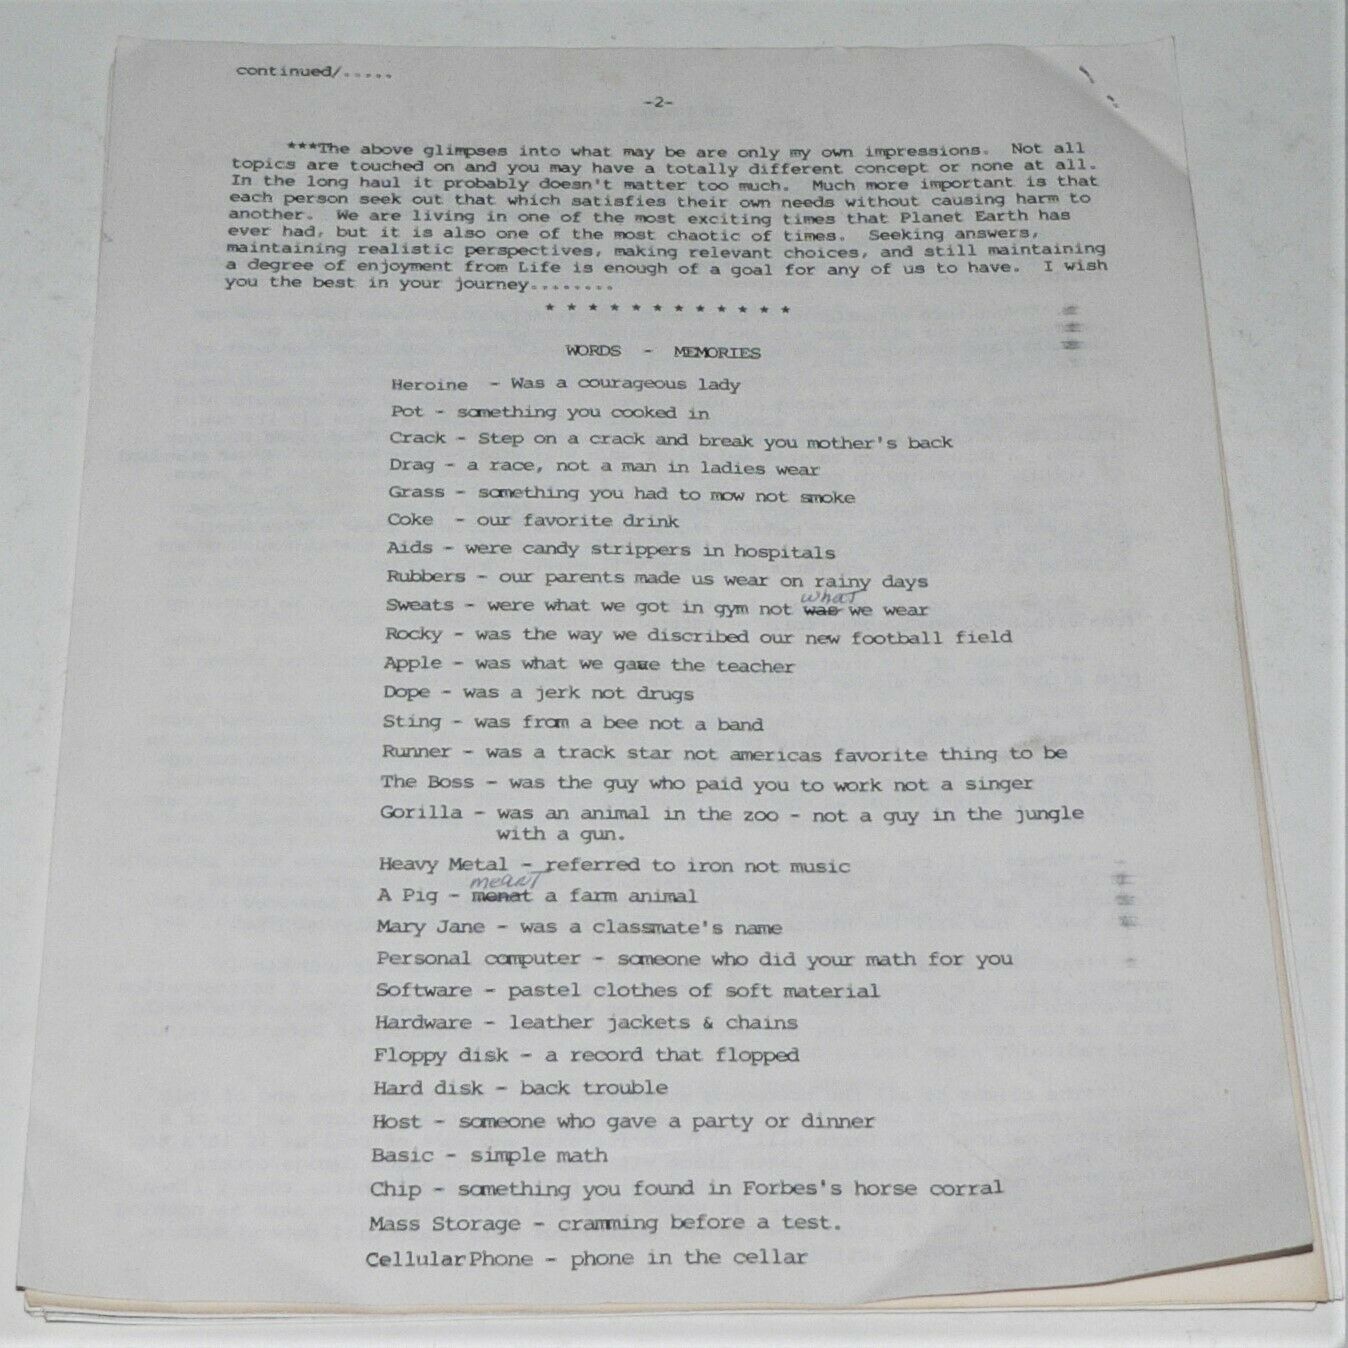 continued/.....
-2-
***The above glimpses into what may be are only my own impressions.  Not all
topics are touched on and you may have a totally different concept or none at all.
In the long haul it probably doesn't matter too much.  Much more important is that
each person seek out that which satisfies their own needs without causing harm to
another.  We are living in one of the most exciting times that Planet Earth has
ever had, but it is also one of the most chaotic of times.  Seeking answers,
maintaining realistic perspectives, making relevant choices, and still maintaining
a degree of enjoyment from Life is enough of a goal for any of us to have.  I wish
you the best in your journey........
* * * * * * * * * * * *
WORDS - MEMORIES
Heroine - Was a courageous lady
Pot - something you cooked in
Crack - Step on a crack and break you mother's back
Drag - a race, not a man in ladies wear
Grass - something you had to mow not smoke
Coke - our favorite drink
Aids - were candy strippers in hospitals
Rubbers - our parents made us wear on rainy days
what
Sweats - were what we got in gym not was we wear
Rocky - was the way we discribed our new football field
Apple - was what we gave the teacher
Dope - was a jerk not drugs
Sting - was from a bee not a band
Runner - was a track star not americas favorite thing to be
The Boss - was the guy who paid you to work not a singer
Gorilla - was an animal in the zoo - not a guy in the jungle
with a gun.
Heavy Metal - referred to iron not music
meant
A Pig - menat a farm animal
Mary Jane - was a classmate's name
Personal computer - someone who did your math for you
Software - pastel clothes of soft material
Hardware - leather jackets & chains
Floppy disk - a record that flopped
Hard disk - back trouble
Host - someone who gave a party or dinner
Basic - simple math
Chip - something you found in Forbes's horse corral
Mass Storage - cramming before a test.
Cellular Phone - phone in the cellar